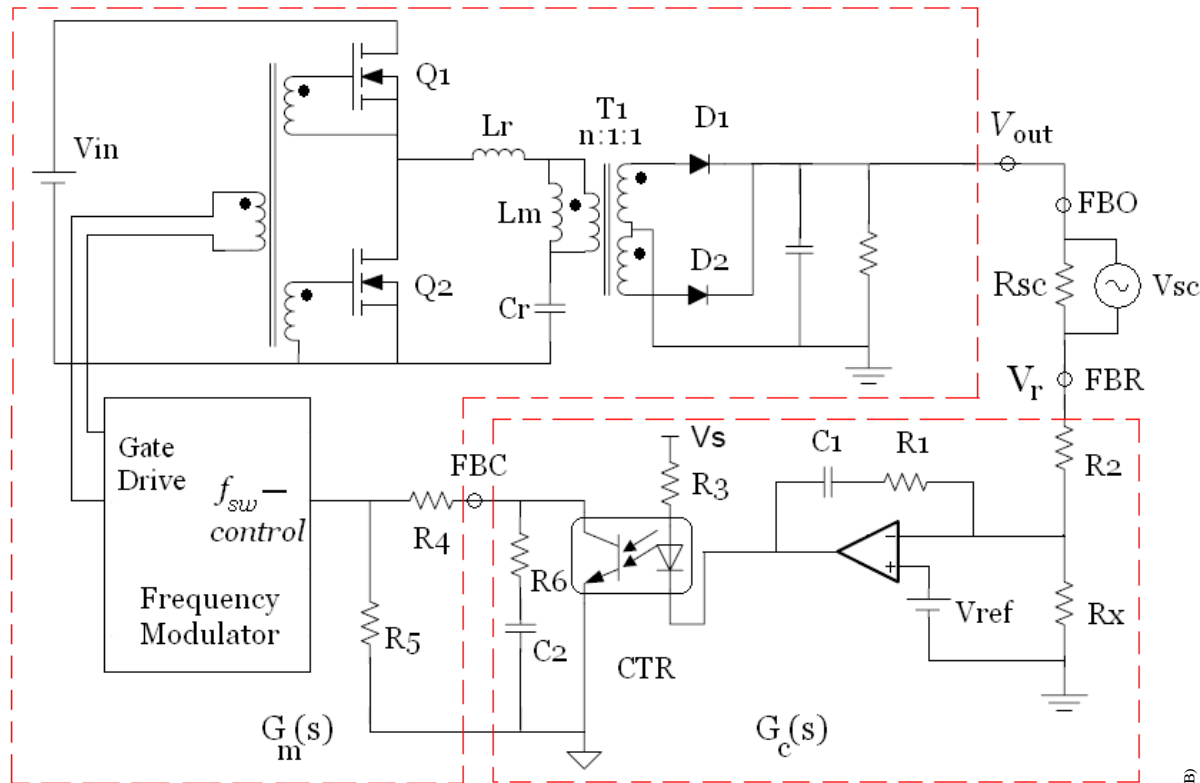 Q1
T1
n:1:1
D1
Lr
Vout
Vin
FBO
Lm
D2
Q2
Rsc
Vsc
Cr
Vr
FBR
Vs
C1
R1
Gate
Drive
FBC
R3
R2
fsw –
control
R4
R6
Frequency
Modulator
Vref
Rx
R5
C2
CTR
Gm(s)
Gc(s)
B)